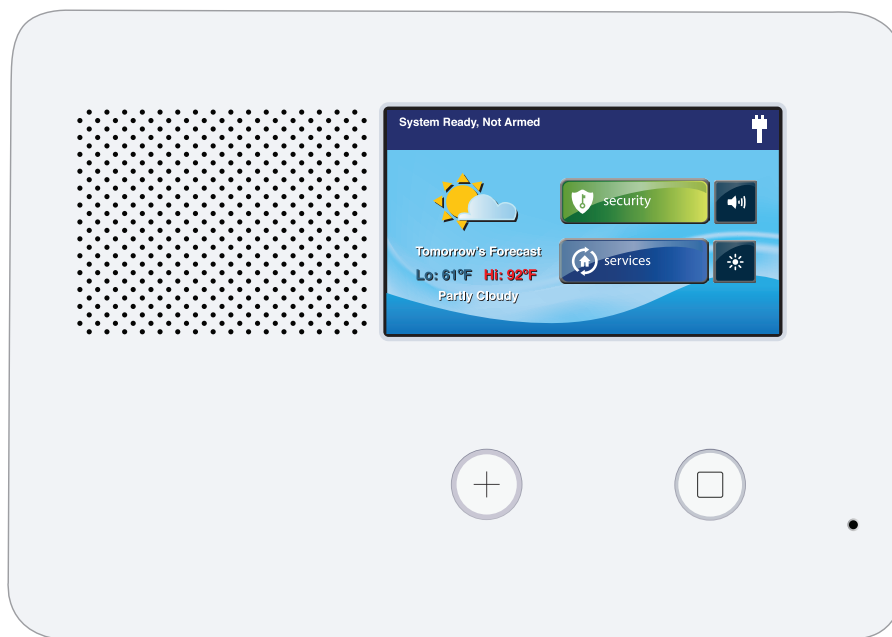 System Ready, Not Armed
security
Tomorrow's Forecast
services
Lo: 61°F Hi: 92°F
Partly Cloudy